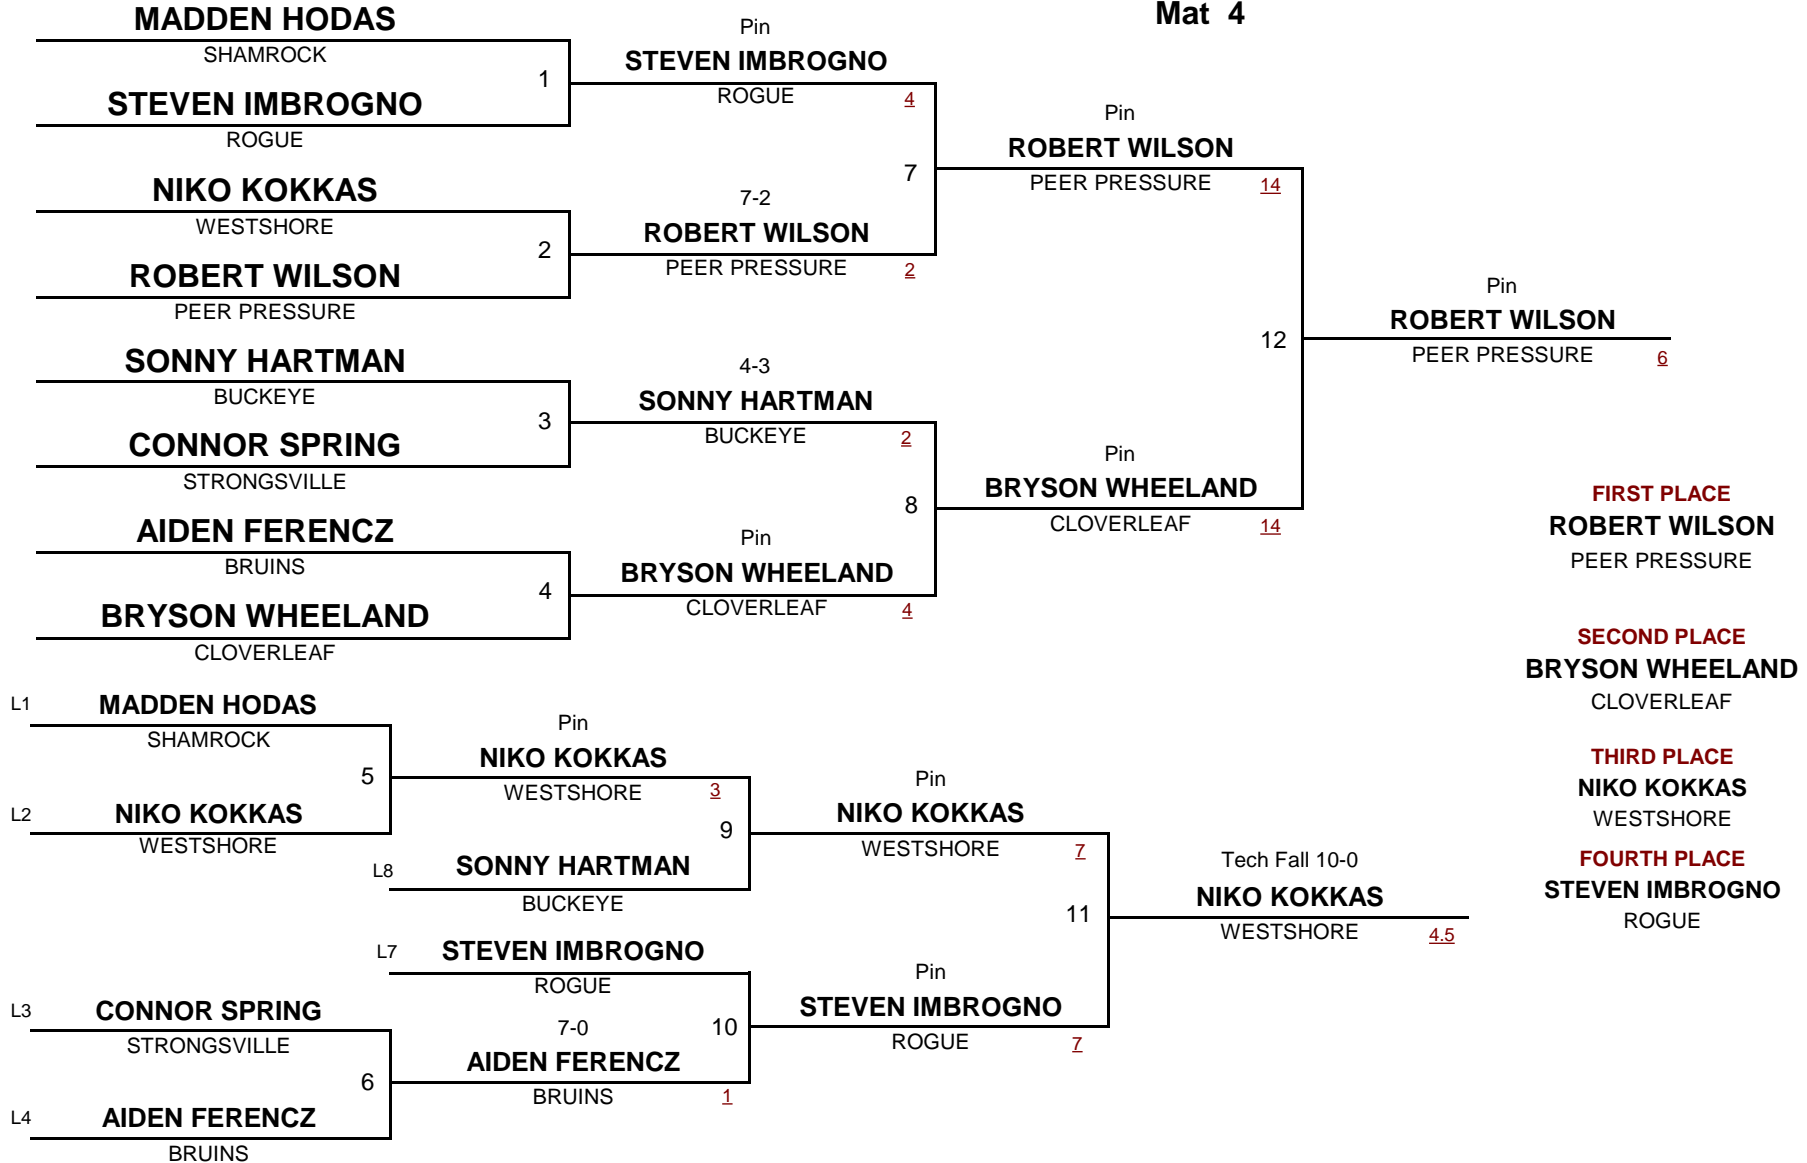 Mat 4
MADDEN HODAS
SHAMROCK
1
STEVEN IMBROGNO
ROGUE
NIKO KOKKAS
WESTSHORE
2
ROBERT WILSON
PEER PRESSURE
SONNY HARTMAN
BUCKEYE
3
CONNOR SPRING
STRONGSVILLE
AIDEN FERENCZ
BRUINS
4
BRYSON WHEELAND
CLOVERLEAF
Pin
STEVEN IMBROGNO
ROGUE 4
7
7-2
ROBERT WILSON
PEER PRESSURE 2
4-3
SONNY HARTMAN
BUCKEYE 2
8
Pin
BRYSON WHEELAND
CLOVERLEAF 4
Pin
ROBERT WILSON
PEER PRESSURE 14
12
Pin
BRYSON WHEELAND
CLOVERLEAF 14
Pin
ROBERT WILSON
PEER PRESSURE 6
FIRST PLACE
ROBERT WILSON
PEER PRESSURE
SECOND PLACE
BRYSON WHEELAND
CLOVERLEAF
THIRD PLACE
NIKO KOKKAS
WESTSHORE
FOURTH PLACE
STEVEN IMBROGNO
ROGUE
L1 MADDEN HODAS
SHAMROCK
5
L2 NIKO KOKKAS
WESTSHORE
Pin
NIKO KOKKAS
WESTSHORE 3
9
L8 SONNY HARTMAN
BUCKEYE
L7 STEVEN IMBROGNO
ROGUE
10
L3 CONNOR SPRING
STRONGSVILLE
6
L4 AIDEN FERENCZ
BRUINS
7-0
AIDEN FERENCZ
BRUINS 1
Pin
NIKO KOKKAS
WESTSHORE 7
11
Pin
STEVEN IMBROGNO
ROGUE 7
Tech Fall 10-0
NIKO KOKKAS
WESTSHORE 4.5